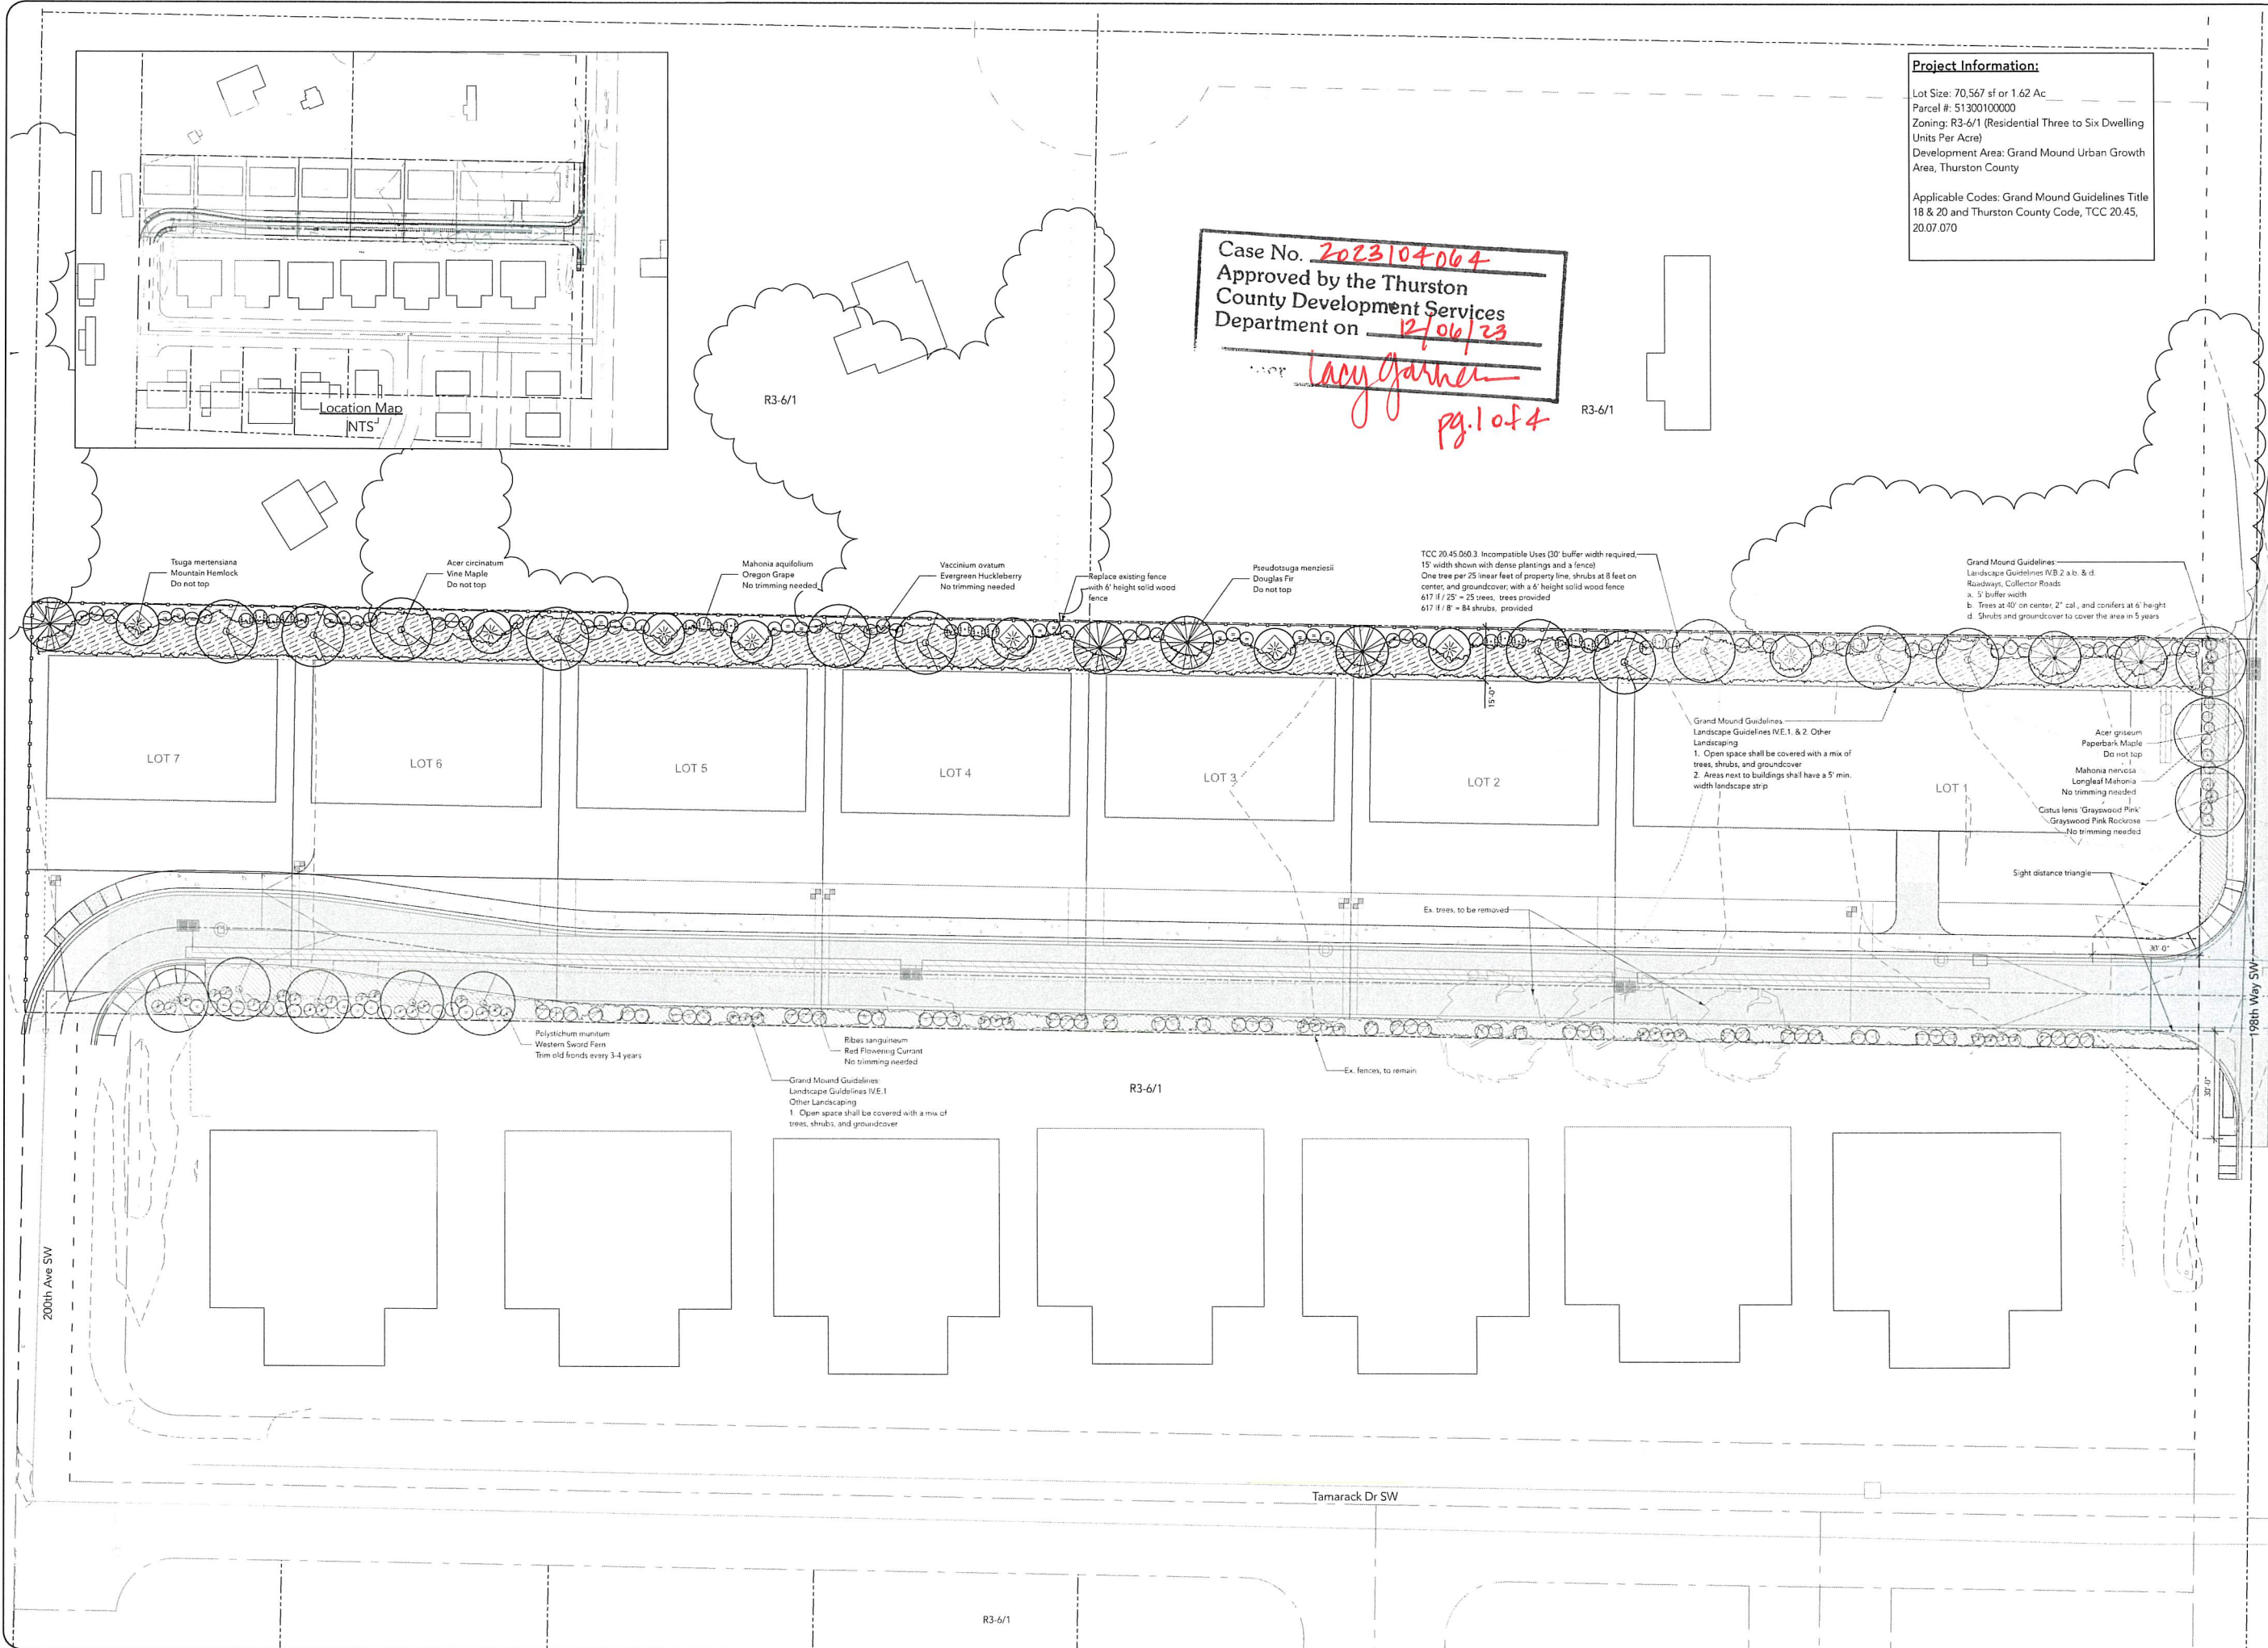 Project Information:
Lot Size: 70,567 sf or 1.62 Ac
Parcel #: 51300100000
Zoning: R3-6/1 (Residential Three to Six Dwelling
Units Per Acre)
Development Area: Grand Mound Urban Growth
Area, Thurston County
Applicable Codes: Grand Mound Guidelines Title
18 & 20 and Thurston County Code, TCC 20.45,
20.07.070
Location Map
NTS
Case No. 2023104064
Approved by the Thurston
County Development Services
Department on 12/06/23
Lacy Garner
pg. 1 of 4
R3-6/1
R3-6/1
Tsuga mertensiana
Mountain Hemlock
Do not top
Acer circinatum
Vine Maple
Do not top
Mahonia aquifolium
Oregon Grape
No trimming needed
Vaccinium ovatum
Evergreen Huckleberry
No trimming needed
Replace existing fence
with 6' height solid wood
fence
Pseudotsuga menziesii
Douglas Fir
Do not top
TCC 20.45.060.3. Incompatible Uses (30' buffer width required,
15' width shown with dense plantings and a fence)
One tree per 25 linear feet of property line, shrubs at 8 feet on
center, and groundcover; with a 6' height solid wood fence
617 lf / 25' = 25 trees, trees provided
617 lf / 8' = 84 shrubs, provided
Grand Mound Guidelines:
Landscape Guidelines IV.B.2 a.b. & d.
Roadways, Collector Roads
a. 5' buffer width
b. Trees at 40' on center, 2" cal., and conifers at 6' height
d. Shrubs and groundcover to cover the area in 5 years
15'-0"
Grand Mound Guidelines:
Landscape Guidelines IV.E.1. & 2. Other
Landscaping
1. Open space shall be covered with a mix of
trees, shrubs, and groundcover
2. Areas next to buildings shall have a 5' min.
width landscape strip
Acer griseum
Paperbark Maple
Do not top
Mahonia nervosa
Longleaf Mahonia
No trimming needed
Cistus lenis 'Grayswood Pink'
Grayswood Pink Rockrose
No trimming needed
LOT 7
LOT 6
LOT 5
LOT 4
LOT 3
LOT 2
LOT 1
Sight distance triangle
Ex. trees, to be removed
30'-0"
198th Way SW
Polystichum munitum
Western Sword Fern
Trim old fronds every 3-4 years
Ribes sanguineum
Red Flowering Currant
No trimming needed
Ex. fences, to remain
Grand Mound Guidelines:
Landscape Guidelines IV.E.1
Other Landscaping
1. Open space shall be covered with a mix of
trees, shrubs, and groundcover
R3-6/1
30'-0"
200th Ave SW
Tamarack Dr SW
R3-6/1